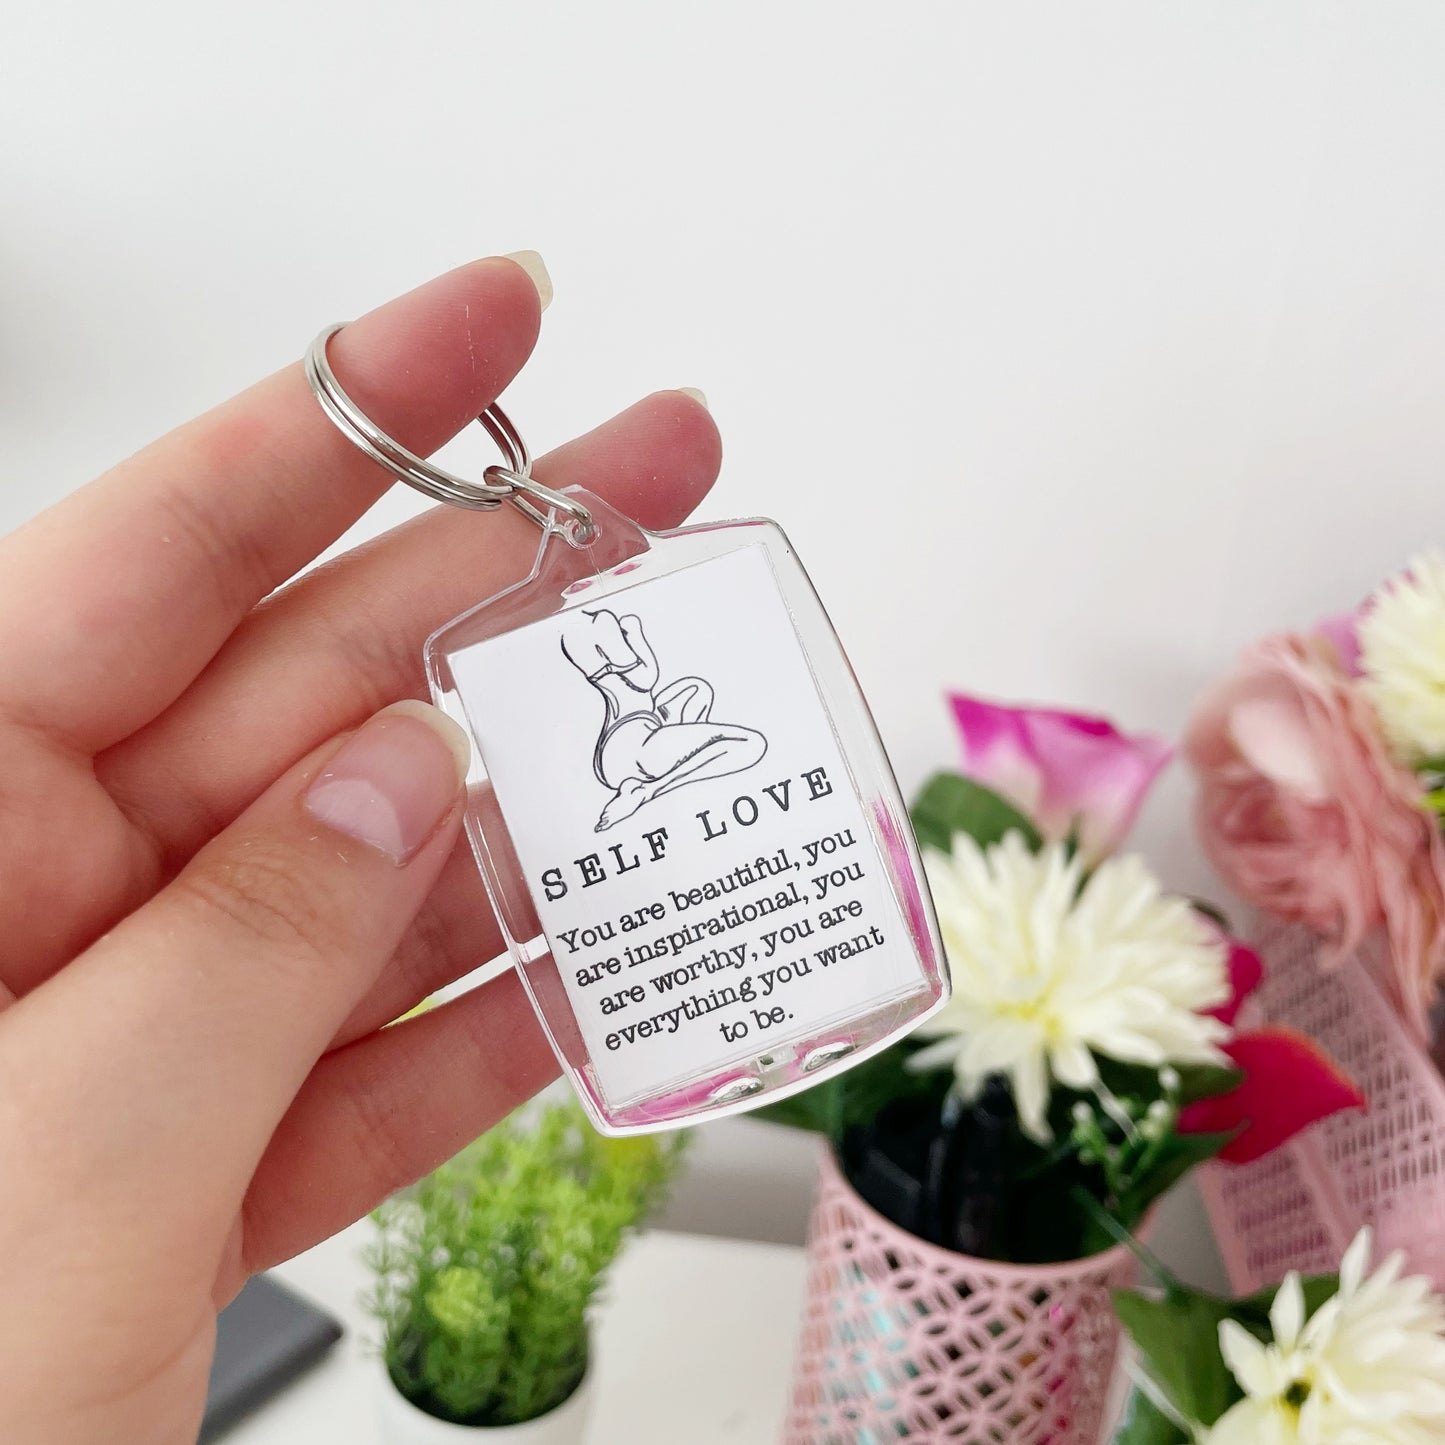 SELF LOVE
You are beautiful, you
are inspirational, you
are worthy, you are
everything you want
to be.